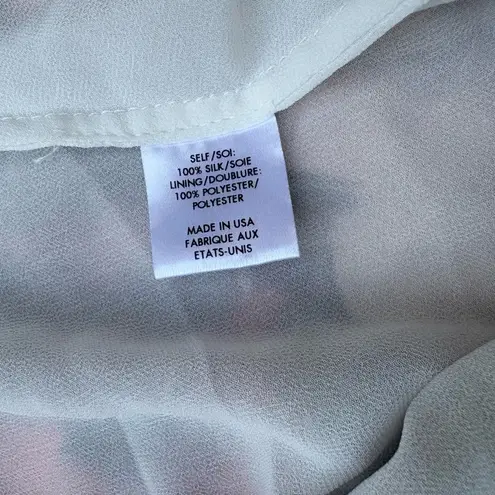 SELF/SOI:
100% SILK/SOIE
LINING/DOUBLURE:
100% POLYESTER/
POLYESTER
MADE IN USA
FABRIQUE AUX
ETATS-UNIS